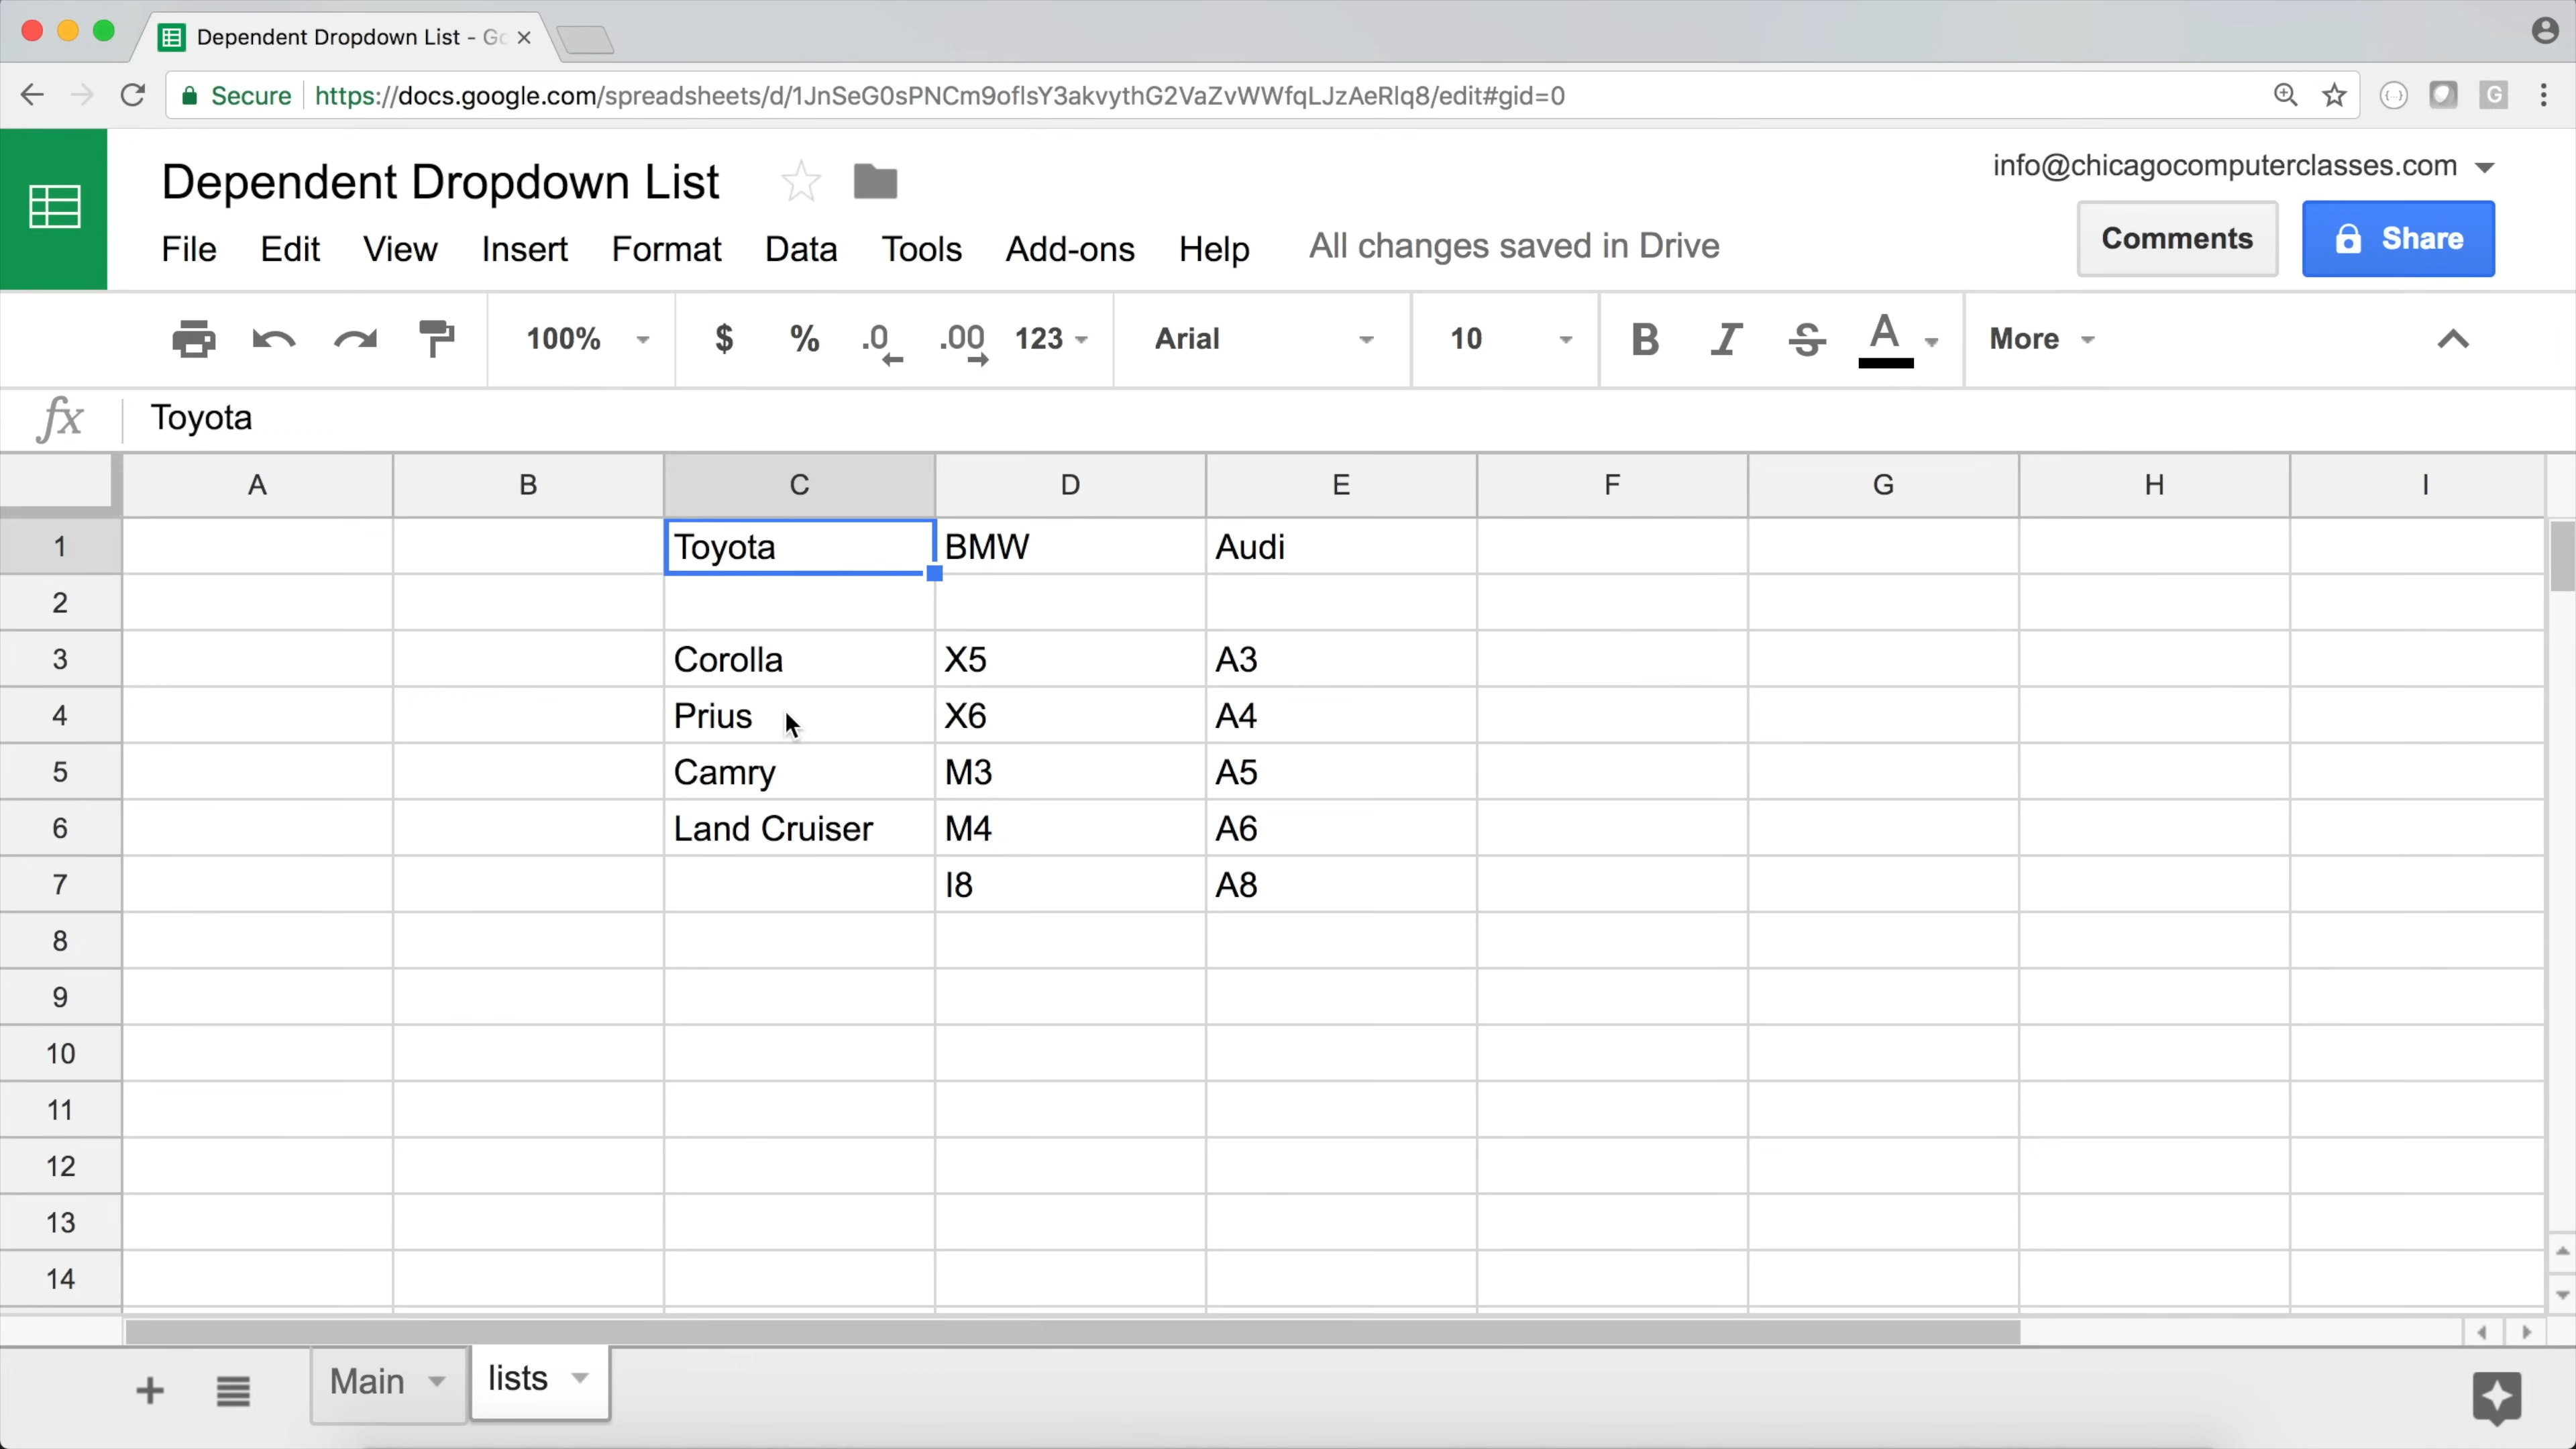 Dependent Dropdown List - Go
Secure https://docs.google.com/spreadsheets/d/1JnSeG0sPNCm9oflsY3akvythG2VaZvWWfqLJzAeRlq8/edit#gid=0
G
Dependent Dropdown List
info@chicagocomputerclasses.com
File Edit View Insert Format Data Tools Add-ons Help All changes saved in Drive
Comments Share
100% $ % .0 .00 123 Arial 10 B I S A More
fx Toyota
A B C D E F G H I
1 Toyota BMW Audi
2
3 Corolla X5 A3
4 Prius X6 A4
5 Camry M3 A5
6 Land Cruiser M4 A6
7 I8 A8
8
9
10
11
12
13
14
Main lists